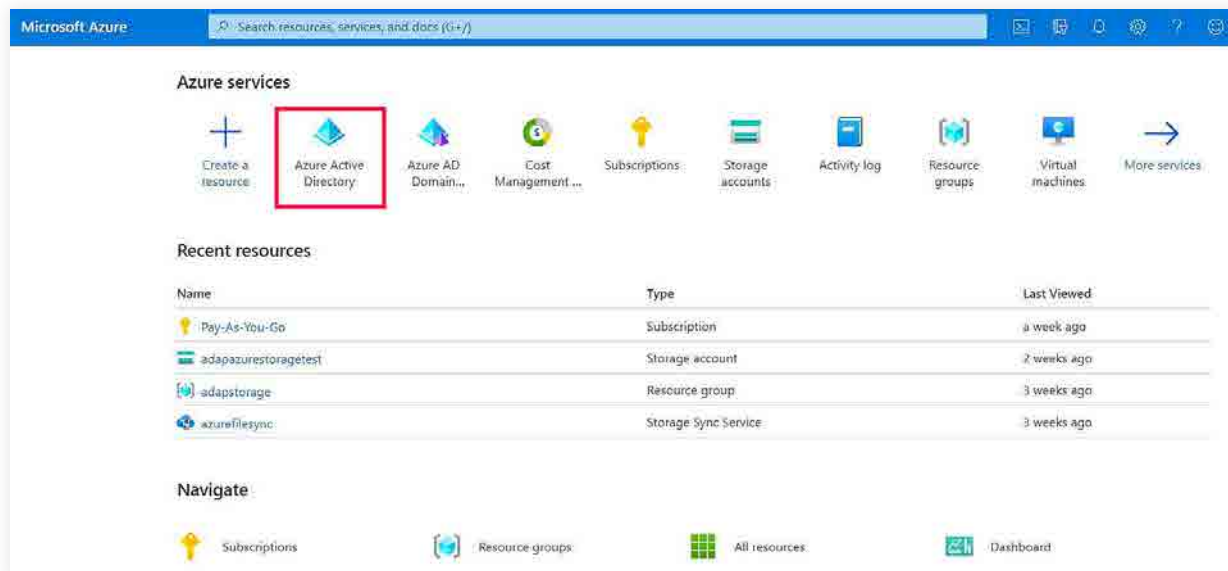 Microsoft Azure
Search resources, services, and docs (G+/)
Azure services
Create a resource
Azure Active Directory
Azure AD Domain...
Cost Management ...
Subscriptions
Storage accounts
Activity log
Resource groups
Virtual machines
More services
Recent resources
Name Type Last Viewed
Pay-As-You-Go Subscription a week ago
adapazurestoragetest Storage account 2 weeks ago
adapstorage Resource group 3 weeks ago
azurefilesync Storage Sync Service 3 weeks ago
Navigate
Subscriptions Resource groups All resources Dashboard